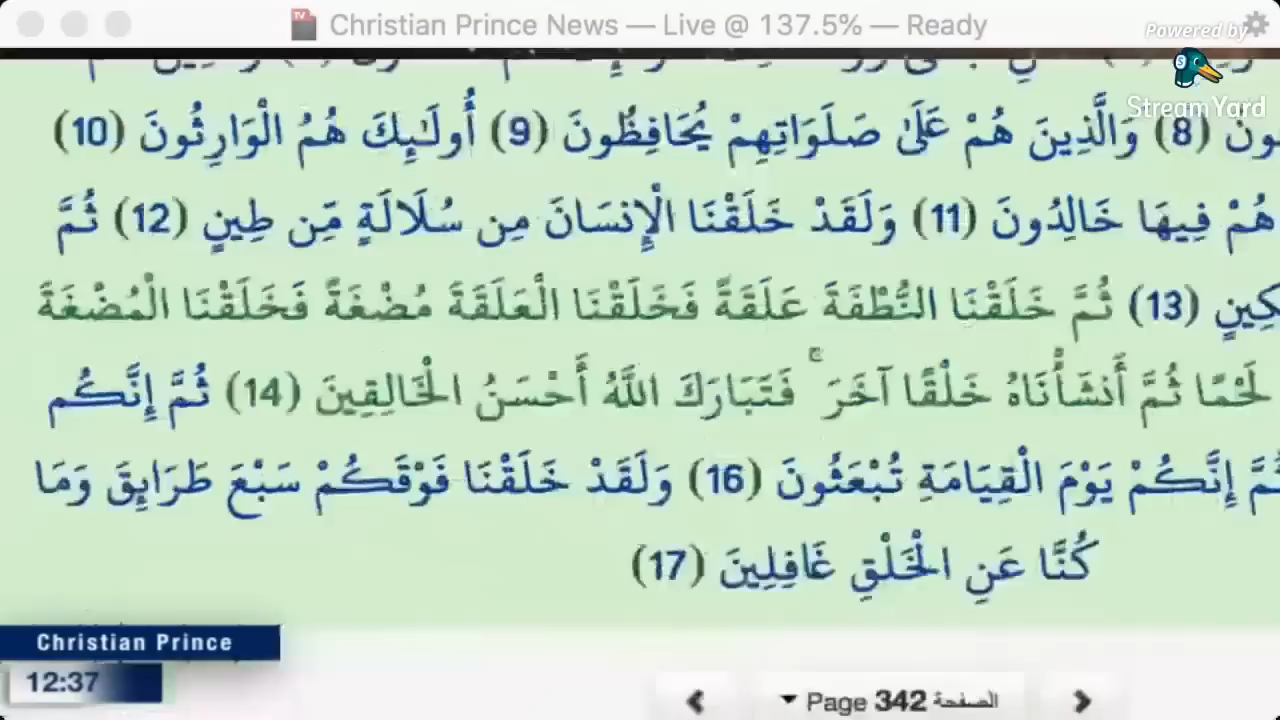 Christian Prince News — Live @ 137.5% — Ready
Powered by
StreamYard
ونَ (8) وَالَّذِينَ هُمْ عَلَىٰ صَلَوَاتِهِمْ يُحَافِظُونَ (9) أُولَـٰئِكَ هُمُ الْوَارِثُونَ (10)
هُمْ فِيهَا خَالِدُونَ (11) وَلَقَدْ خَلَقْنَا الْإِنسَانَ مِن سُلَالَةٍ مِّن طِينٍ (12) ثُمَّ
كِينٍ (13) ثُمَّ خَلَقْنَا النُّطْفَةَ عَلَقَةً فَخَلَقْنَا الْعَلَقَةَ مُضْغَةً فَخَلَقْنَا الْمُضْغَةَ
لَحْمًا ثُمَّ أَنشَأْنَاهُ خَلْقًا آخَرَ ۚ فَتَبَارَكَ اللَّهُ أَحْسَنُ الْخَالِقِينَ (14) ثُمَّ إِنَّكُم
ثُمَّ إِنَّكُمْ يَوْمَ الْقِيَامَةِ تُبْعَثُونَ (16) وَلَقَدْ خَلَقْنَا فَوْقَكُمْ سَبْعَ طَرَائِقَ وَمَا
كُنَّا عَنِ الْخَلْقِ غَافِلِينَ (17)
Christian Prince
12:37
Page 342 الصفحة